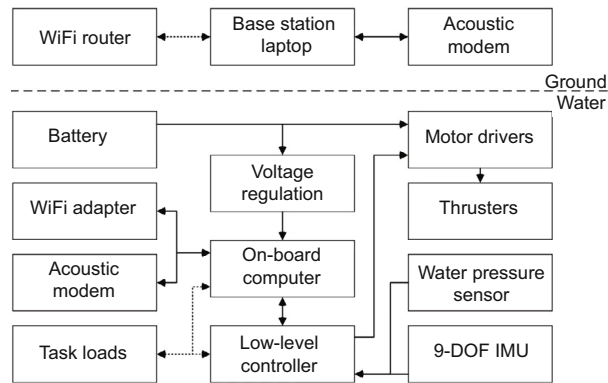 WiFi router
Base station
laptop
Acoustic
modem
Ground
Water
Battery
Motor drivers
Voltage
regulation
WiFi adapter
Thrusters
On-board
computer
Acoustic
modem
Water pressure
sensor
Task loads
Low-level
controller
9-DOF IMU